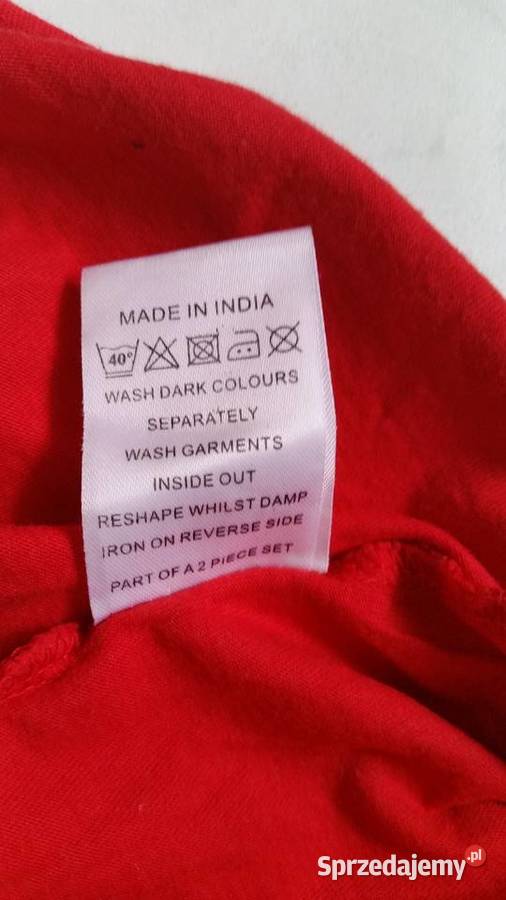 MADE IN INDIA
40°
WASH DARK COLOURS
SEPARATELY
WASH GARMENTS
INSIDE OUT
RESHAPE WHILST DAMP
IRON ON REVERSE SIDE
PART OF A 2 PIECE SET
Sprzedajemy.pl